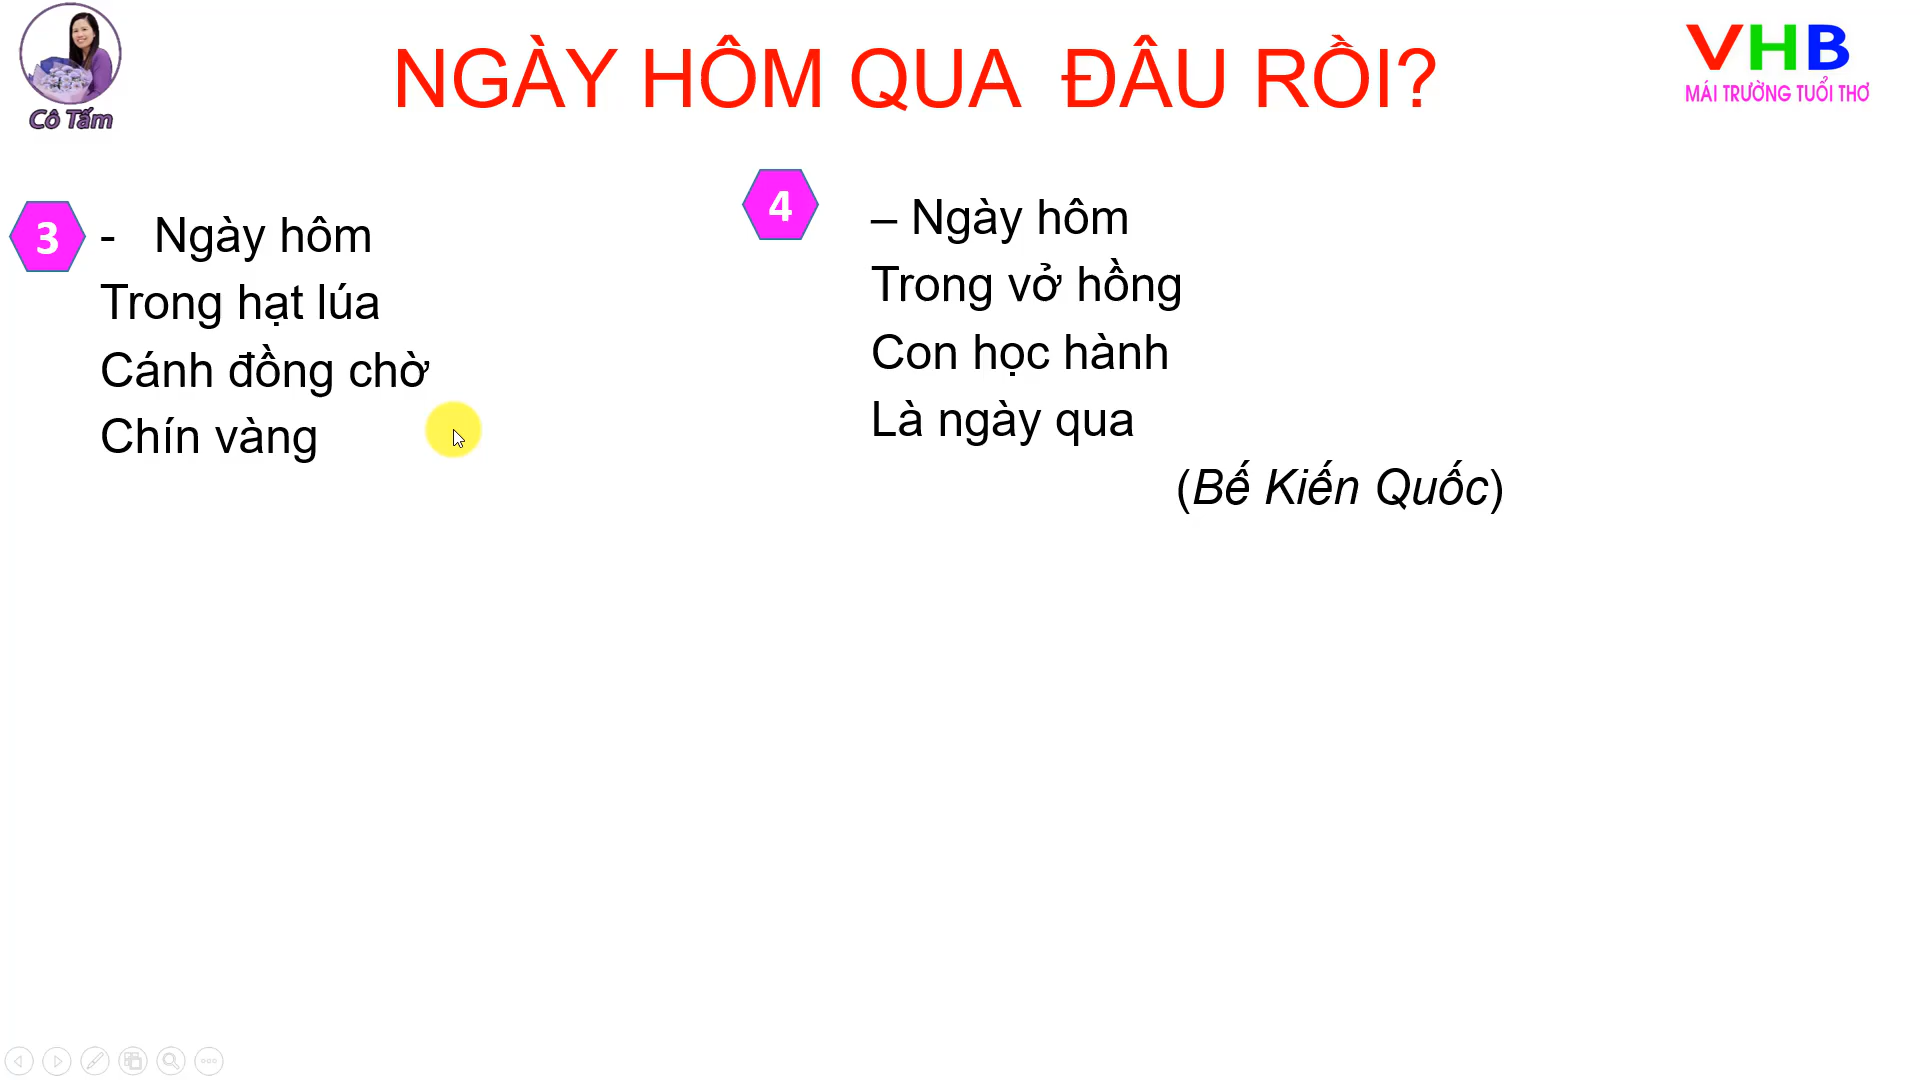 Cô Tấm
NGÀY HÔM QUA ĐÂU RỒI?
VHB
MÁI TRƯỜNG TUỔI THƠ
3
- Ngày hôm
Trong hạt lúa
Cánh đồng chờ
Chín vàng
4
– Ngày hôm
Trong vở hồng
Con học hành
Là ngày qua
(Bế Kiến Quốc)